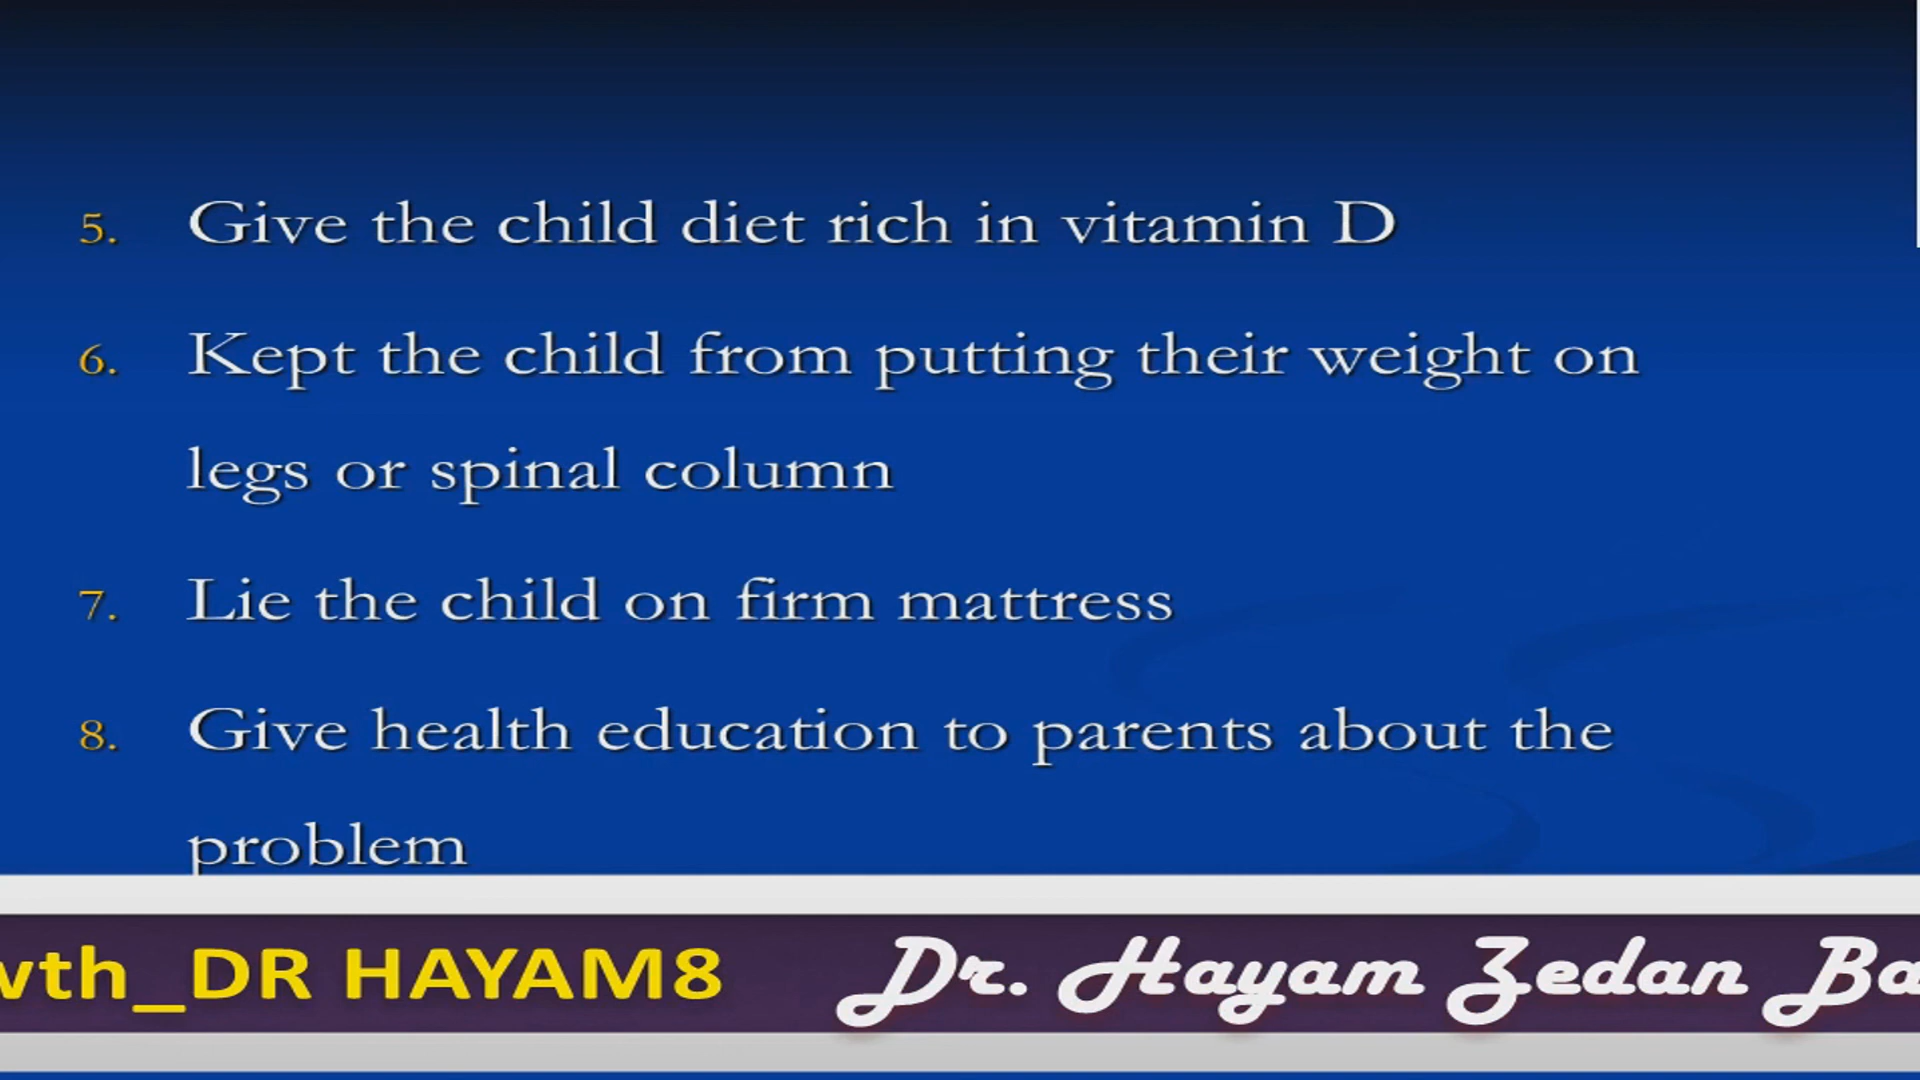 5. Give the child diet rich in vitamin D
6. Kept the child from putting their weight on
legs or spinal column
7. Lie the child on firm mattress
8. Give health education to parents about the
problem
wth_DR HAYAM8 Dr. Hayam Zedan Ba